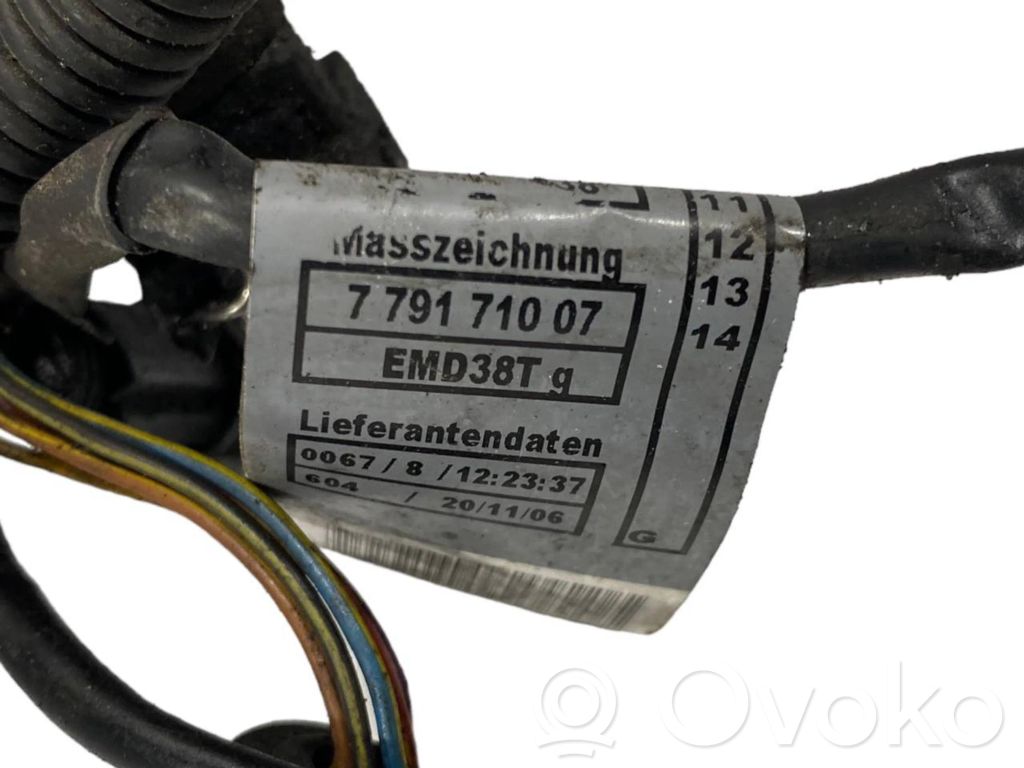 11
12
13
14
Masszeichnung
7 791 710 07
EMD38T g
Lieferantendaten
0067 / 8 / 12:23:37
604 / 20/11/06
G
Ovoko